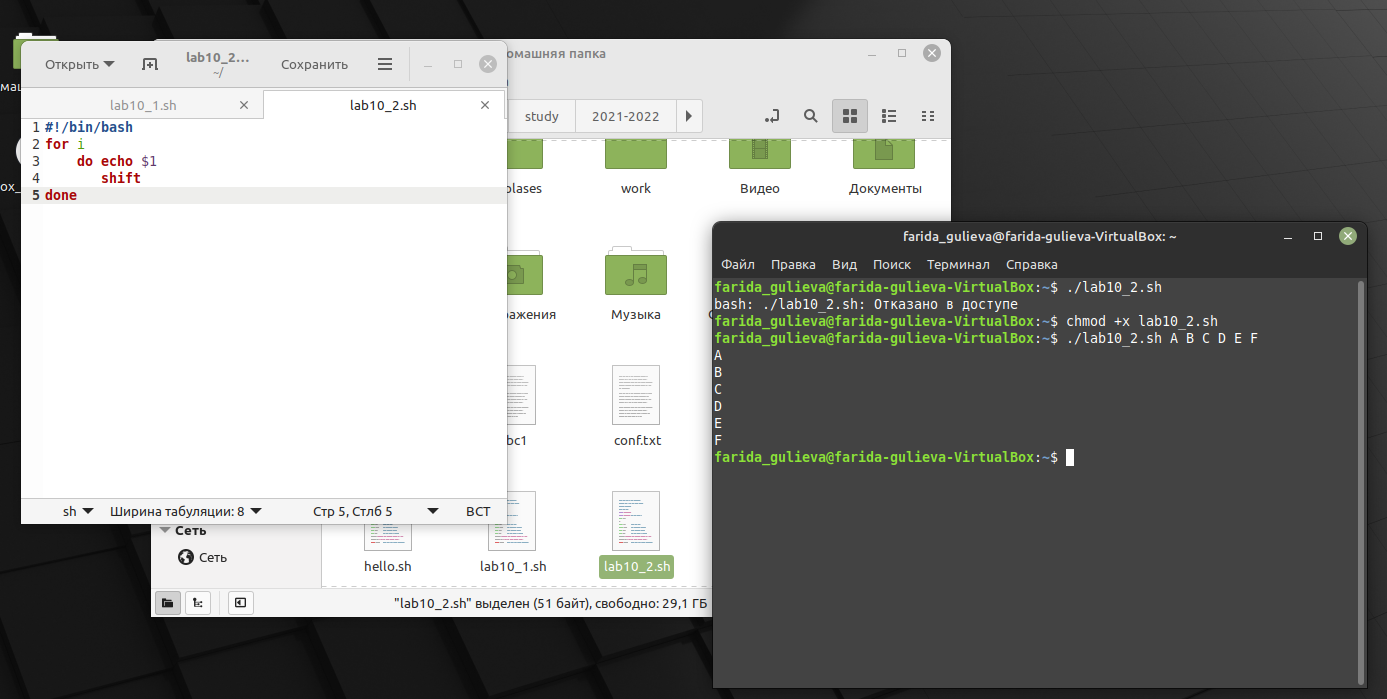 маш
ox_
Открыть
lab10_2...
~/
Сохранить
lab10_1.sh
lab10_2.sh
1 #!/bin/bash
2 for i
3     do echo $1
4        shift
5 done
sh
Ширина табуляции: 8
Стр 5, Стлб 5
ВСТ
омашняя папка
study
2021-2022
work
Видео
Документы
ражения
Музыка
bc1
conf.txt
hello.sh
lab10_1.sh
lab10_2.sh
Сеть
Сеть
"lab10_2.sh" выделен (51 байт), свободно: 29,1 ГБ
farida_gulieva@farida-gulieva-VirtualBox: ~
Файл Правка Вид Поиск Терминал Справка
farida_gulieva@farida-gulieva-VirtualBox:~$ ./lab10_2.sh
bash: ./lab10_2.sh: Отказано в доступе
farida_gulieva@farida-gulieva-VirtualBox:~$ chmod +x lab10_2.sh
farida_gulieva@farida-gulieva-VirtualBox:~$ ./lab10_2.sh A B C D E F
A
B
C
D
E
F
farida_gulieva@farida-gulieva-VirtualBox:~$